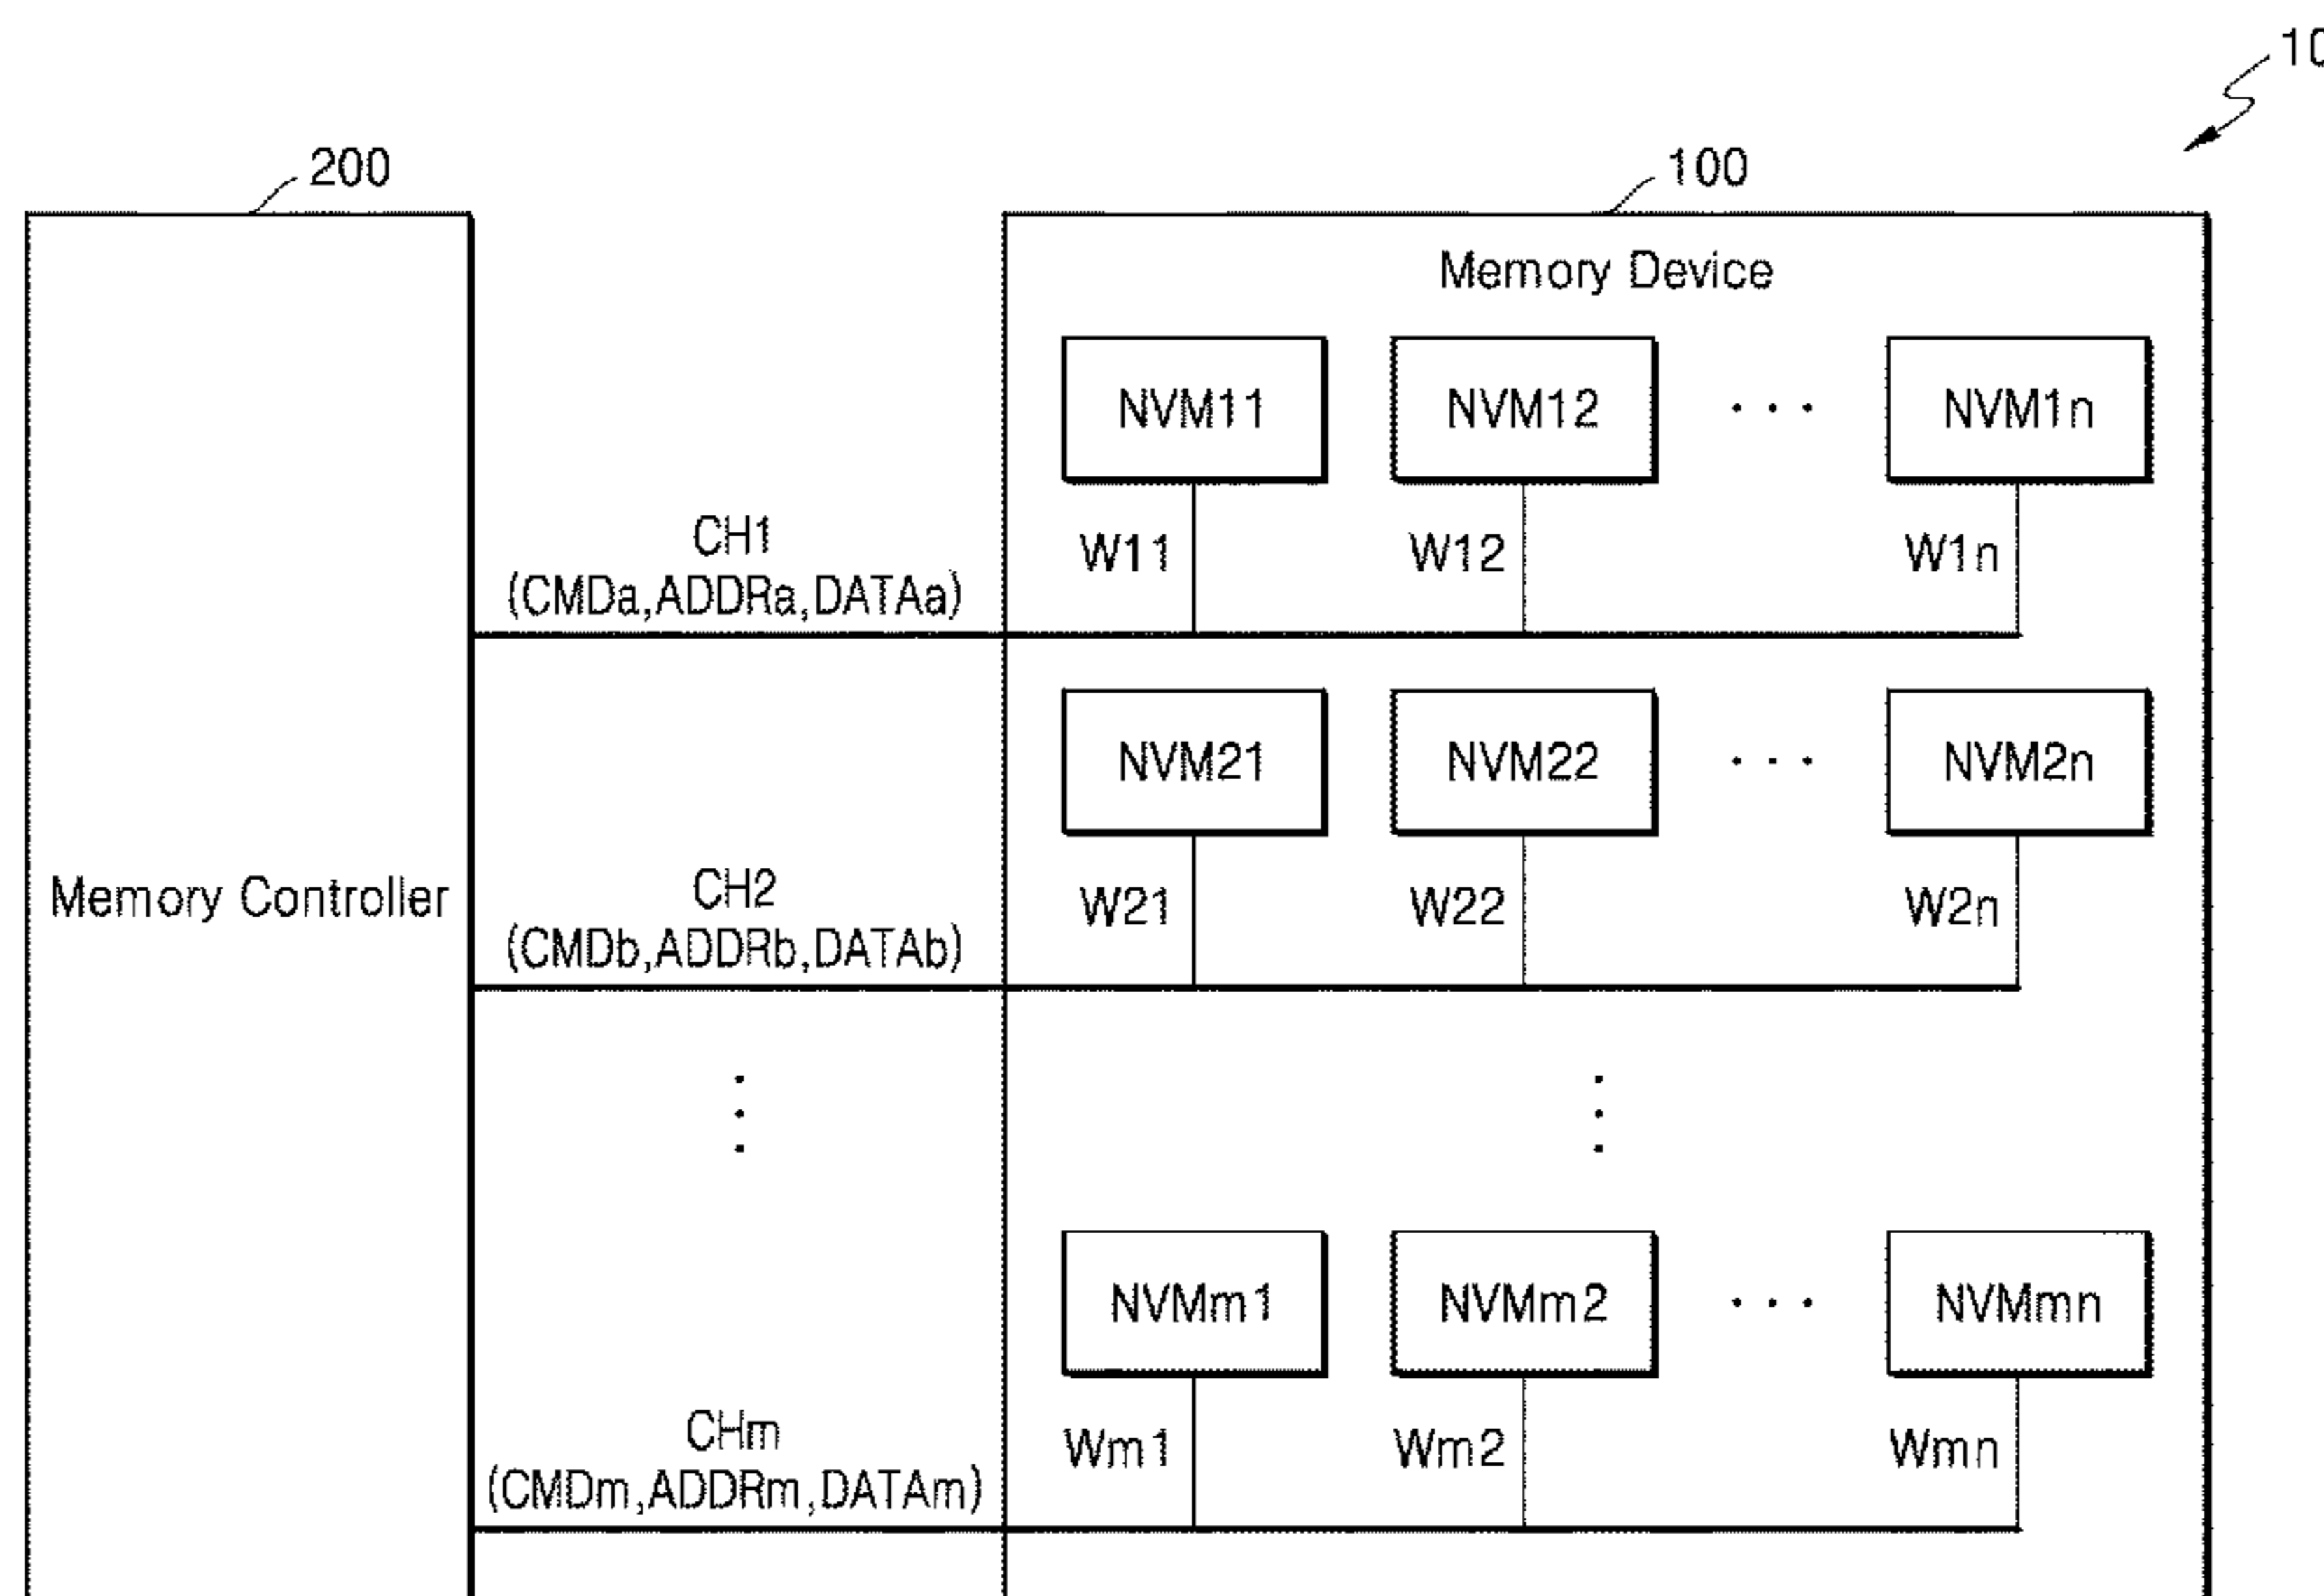 10
200
100
Memory Device
NVM11 NVM12 ··· NVM1n
CH1
W11 W12 W1n
(CMDa,ADDRa,DATAa)
NVM21 NVM22 ··· NVM2n
Memory Controller
CH2
W21 W22 W2n
(CMDb,ADDRb,DATAb)
NVMm1 NVMm2 ··· NVMmn
CHm
Wm1 Wm2 Wmn
(CMDm,ADDRm,DATAm)